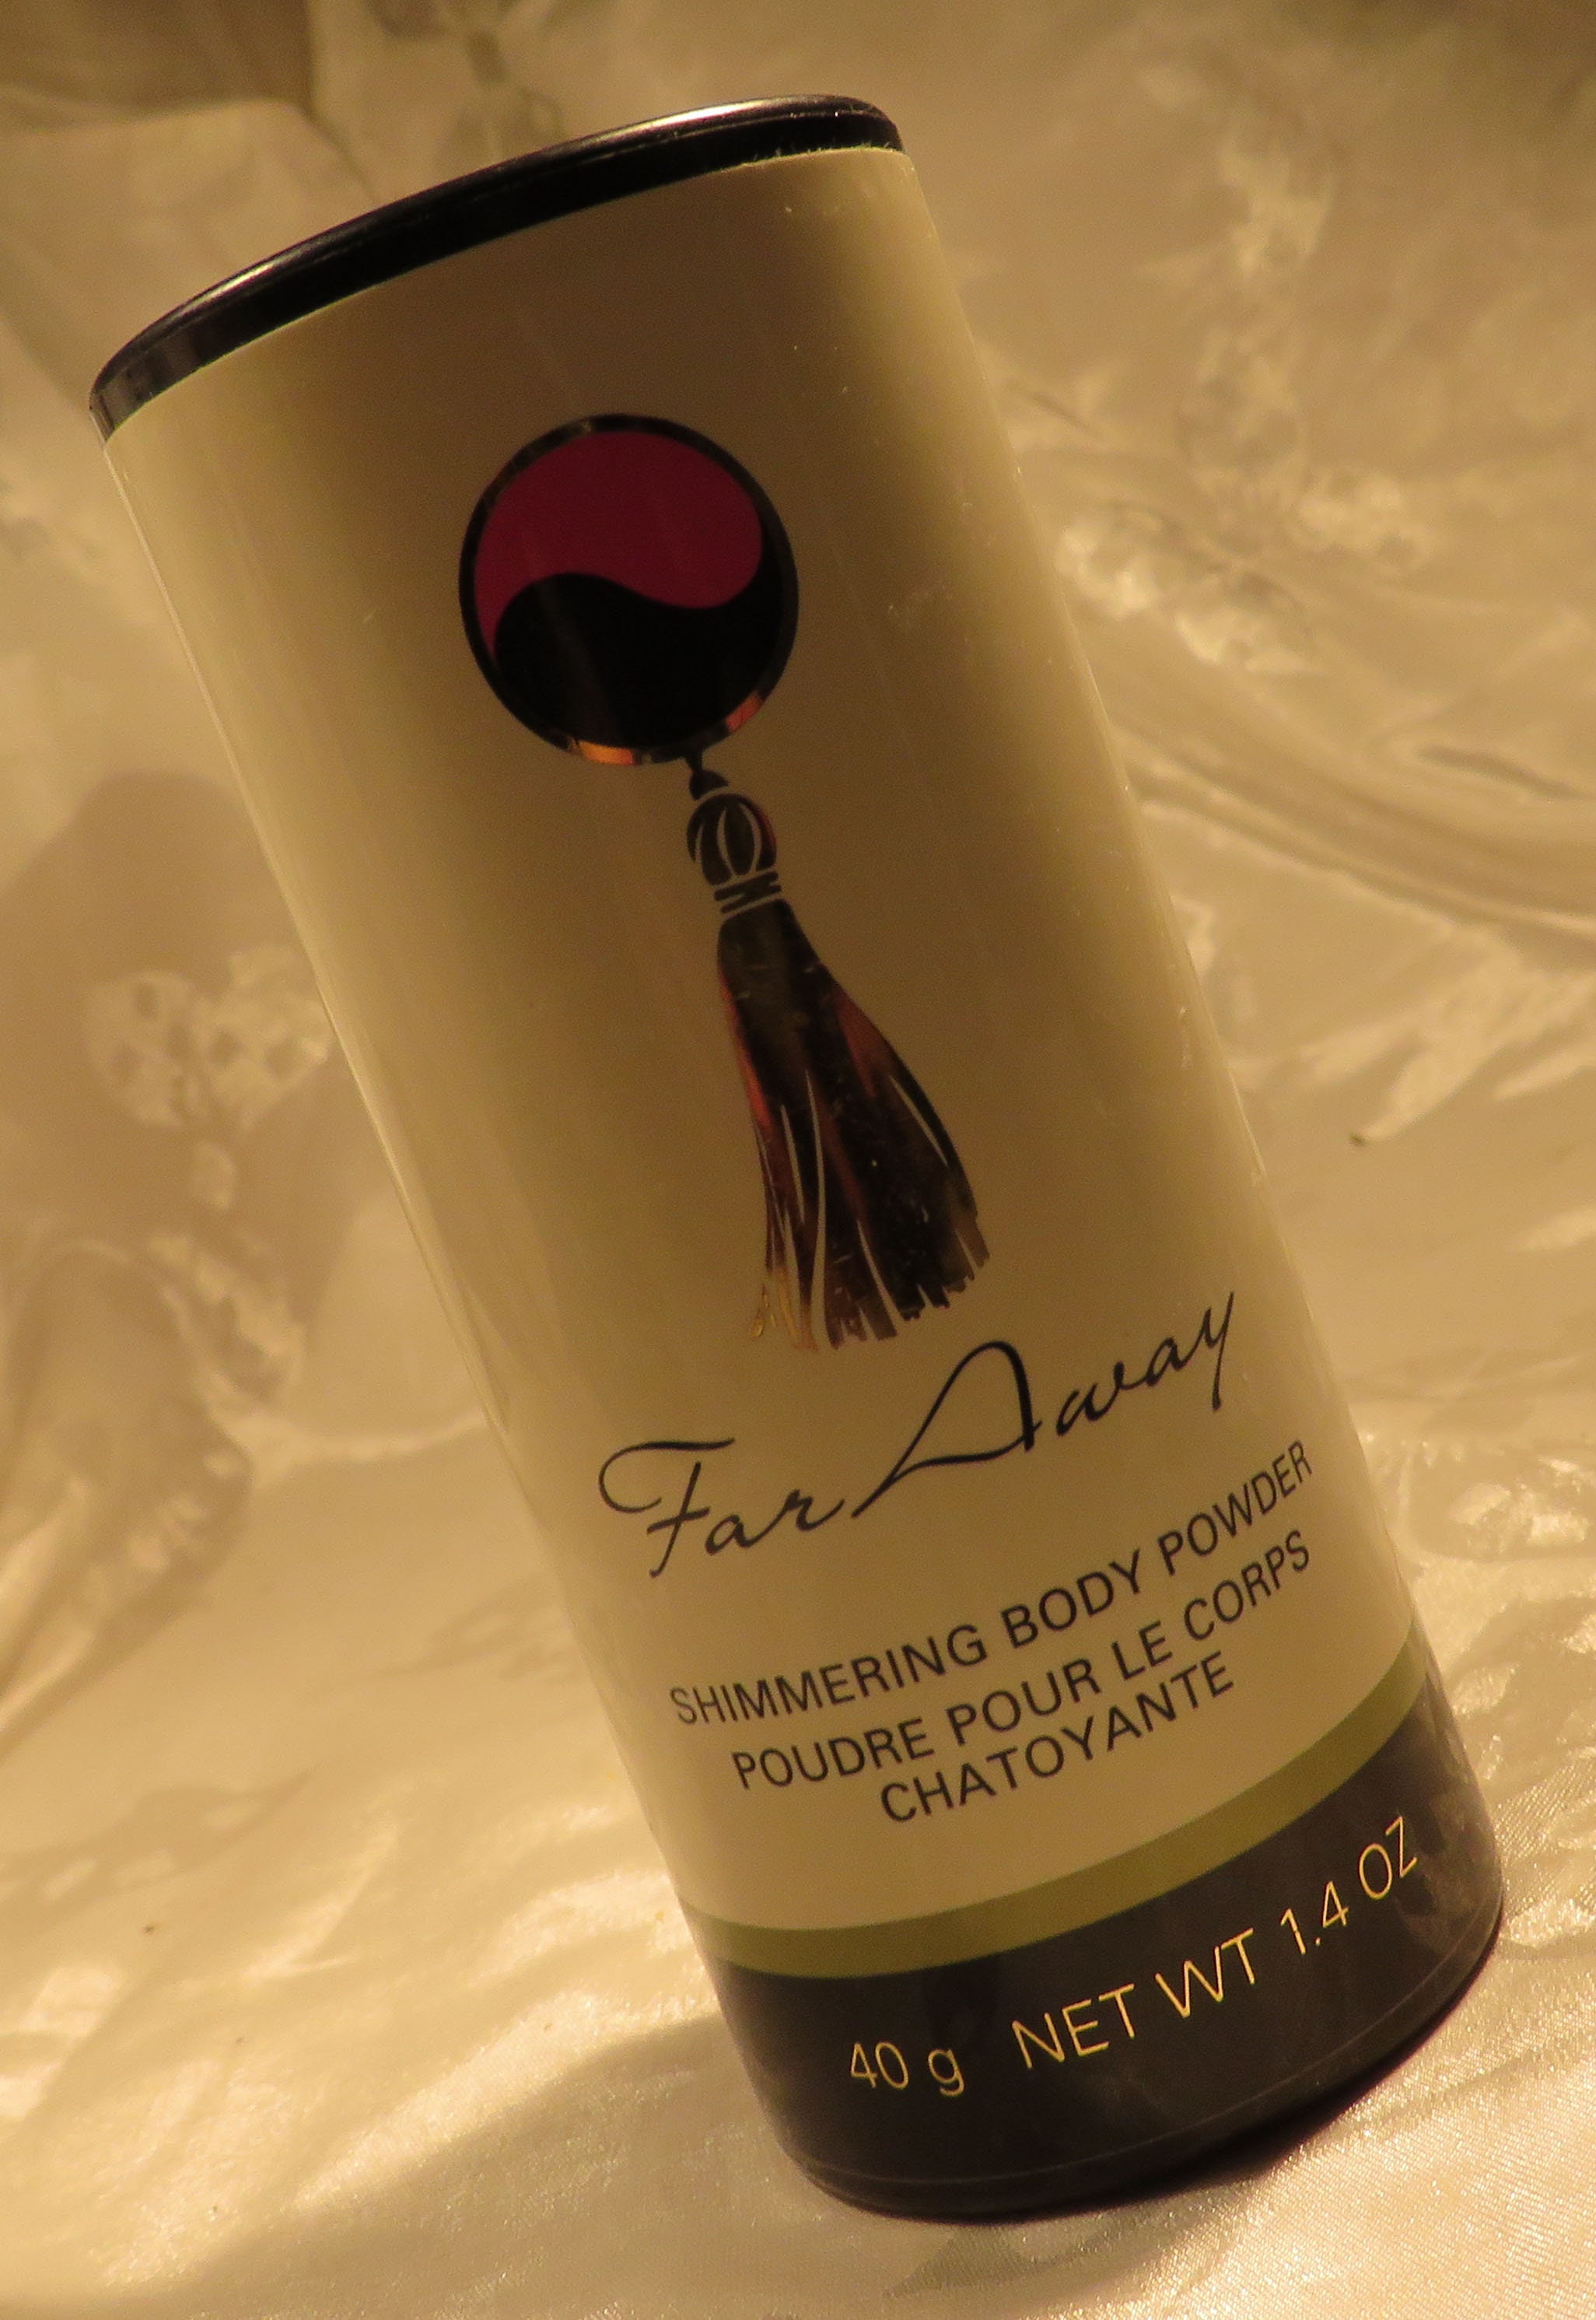 Far Away
SHIMMERING BODY POWDER
POUDRE POUR LE CORPS
CHATOYANTE
40 g NET WT 1.4 OZ